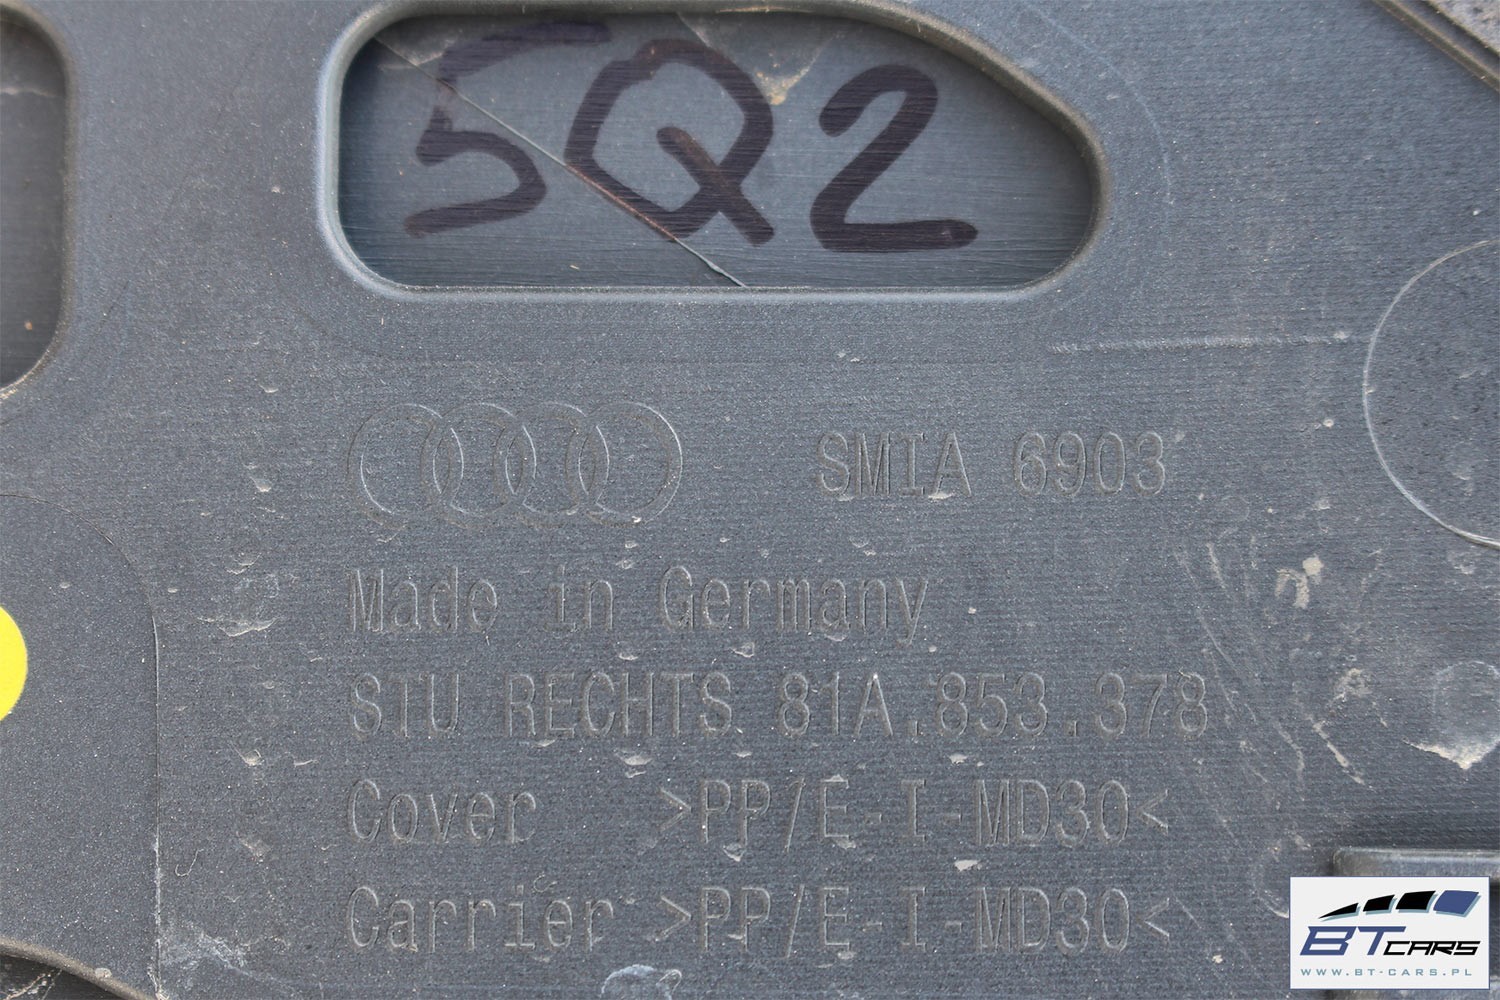 5Q2
SMIA 6903
Made in Germany
STU RECHTS 81A.853.378
Cover >PP/E-I-MD30<
Carrier >PP/E-I-MD30<
BT CARS
WWW.BT-CARS.PL